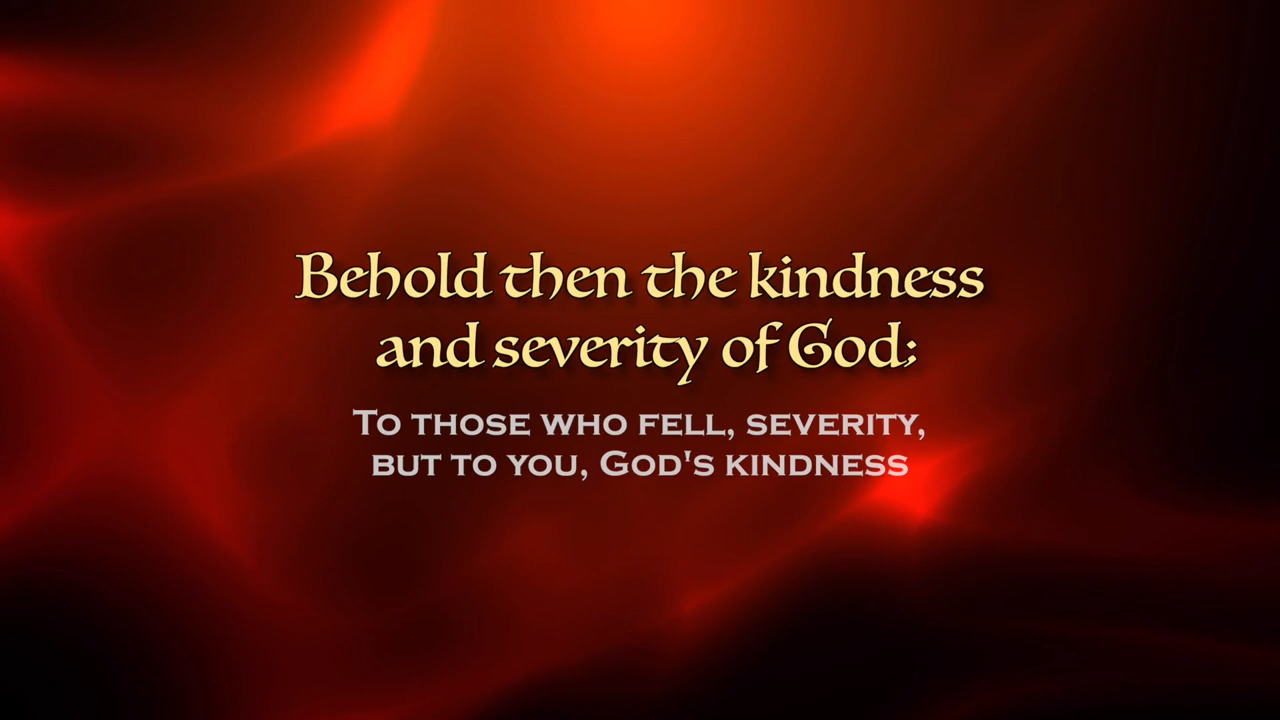 Behold then the kindness
and severity of God;
To those who fell, severity,
but to you, God's kindness